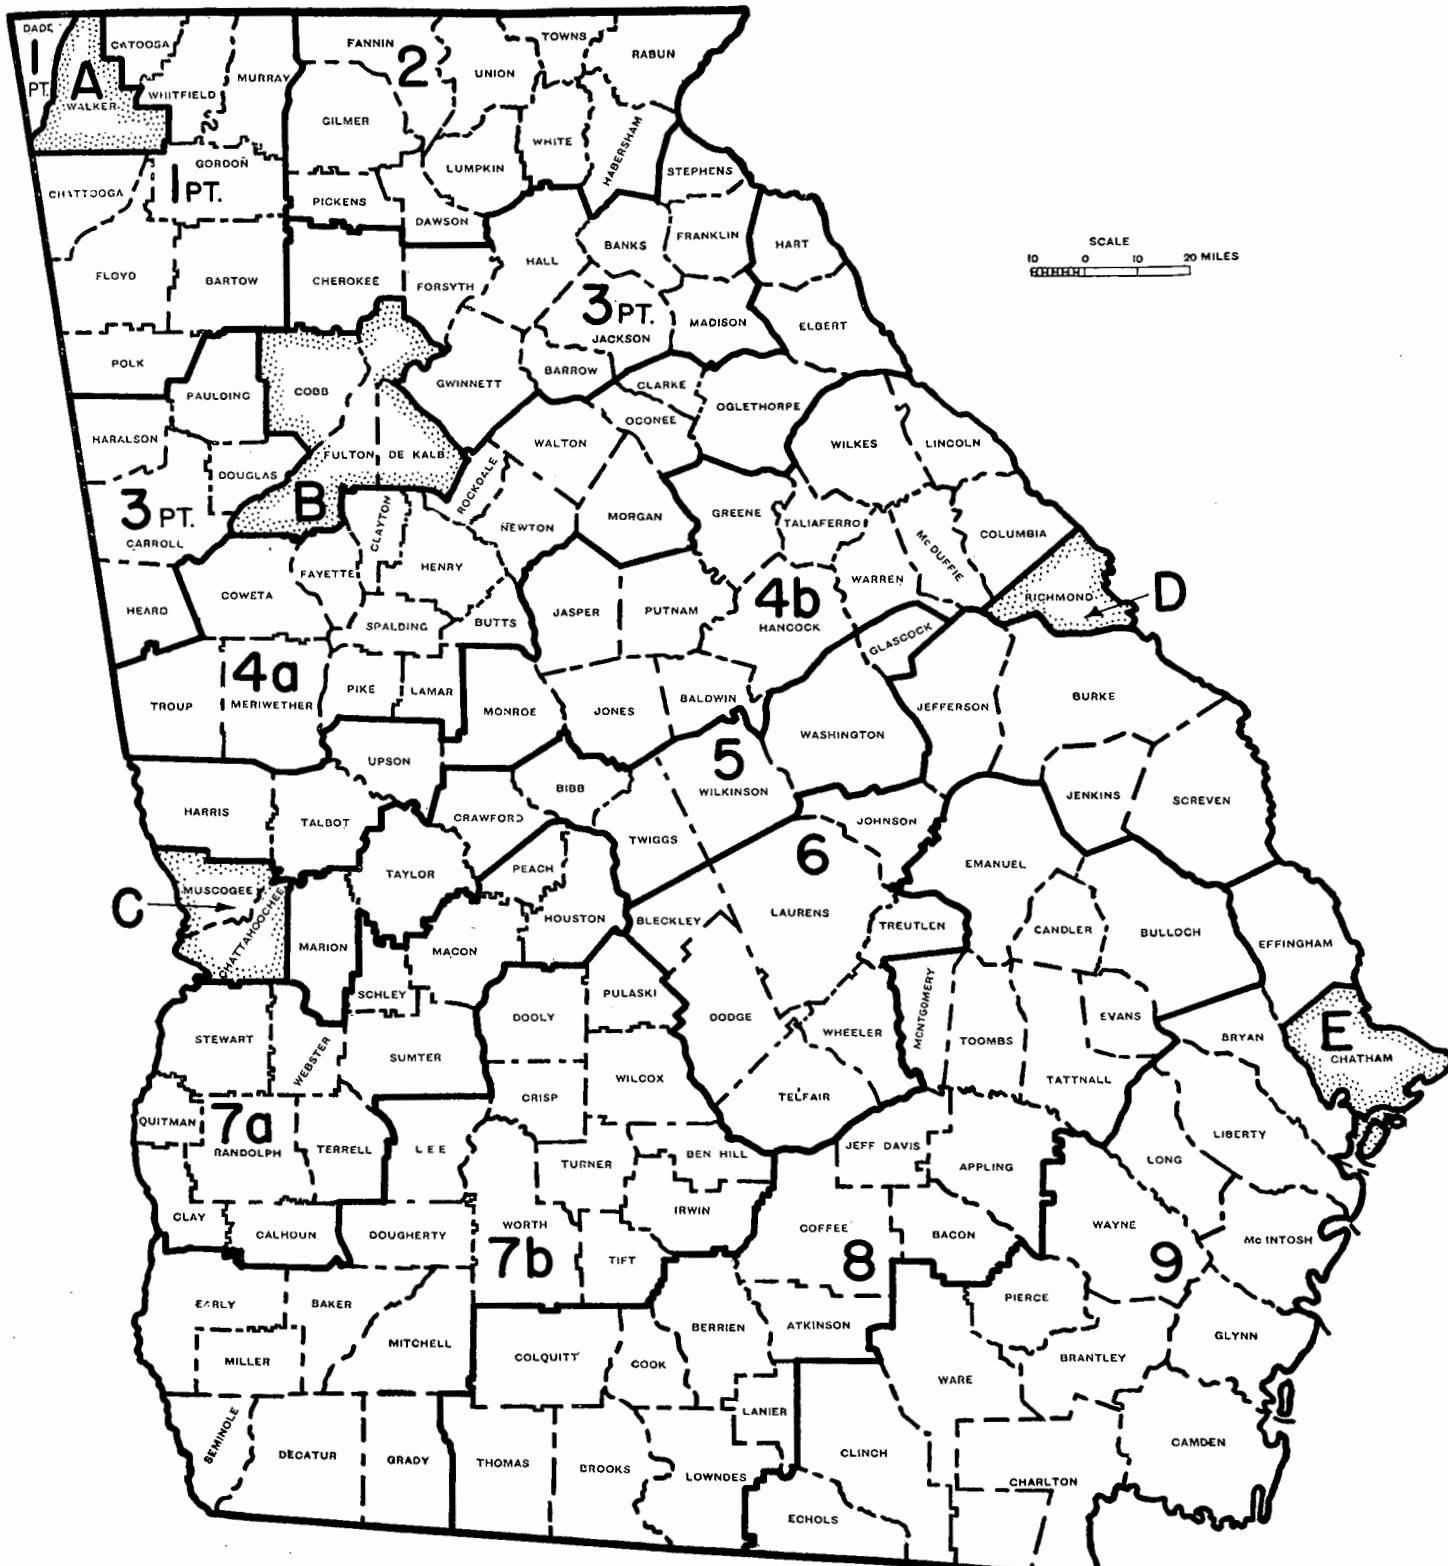 DADE
1
PT.
A
WALKER
CATOOGA
WHITFIELD
MURRAY
FANNIN
2
UNION
TOWNS
RABUN
GILMER
LUMPKIN
WHITE
HABERSHAM
STEPHENS
CHATTOOGA
GORDON
1 PT.
PICKENS
DAWSON
HALL
BANKS
FRANKLIN
HART
SCALE
10 0 10 20 MILES
FLOYD
BARTOW
CHEROKEE
FORSYTH
3 PT.
JACKSON
MADISON
ELBERT
POLK
PAULDING
COBB
GWINNETT
BARROW
CLARKE
OCONEE
OGLETHORPE
HARALSON
DOUGLAS
FULTON
DE KALB
B
ROCKDALE
WALTON
WILKES
LINCOLN
3 PT.
CARROLL
CLAYTON
NEWTON
MORGAN
GREENE
TALIAFERRO
McDUFFIE
COLUMBIA
HEARD
COWETA
FAYETTE
HENRY
SPALDING
BUTTS
JASPER
PUTNAM
4b
HANCOCK
WARREN
GLASCOCK
RICHMOND
D
TROUP
4a
MERIWETHER
PIKE
LAMAR
MONROE
JONES
BALDWIN
WASHINGTON
JEFFERSON
BURKE
UPSON
BIBB
5
WILKINSON
HARRIS
TALBOT
CRAWFORD
TWIGGS
JOHNSON
JENKINS
SCREVEN
C
MUSCOGEE
CHATTAHOOCHEE
MARION
TAYLOR
PEACH
HOUSTON
BLECKLEY
6
LAURENS
TREUTLEN
EMANUEL
CANDLER
BULLOCH
EFFINGHAM
MACON
SCHLEY
DOOLY
PULASKI
DODGE
WHEELER
MONTGOMERY
TOOMBS
EVANS
TATTNALL
BRYAN
E
CHATHAM
STEWART
WEBSTER
SUMTER
CRISP
WILCOX
TELFAIR
QUITMAN
7a
RANDOLPH
TERRELL
LEE
TURNER
BEN HILL
JEFF DAVIS
APPLING
LONG
LIBERTY
CLAY
CALHOUN
DOUGHERTY
WORTH
7b
TIFT
IRWIN
COFFEE
8
BACON
WAYNE
9
McINTOSH
EARLY
BAKER
MITCHELL
MILLER
COLQUITT
COOK
BERRIEN
ATKINSON
PIERCE
BRANTLEY
GLYNN
WARE
SEMINOLE
DECATUR
GRADY
THOMAS
BROOKS
LANIER
LOWNDES
CLINCH
ECHOLS
CHARLTON
CAMDEN